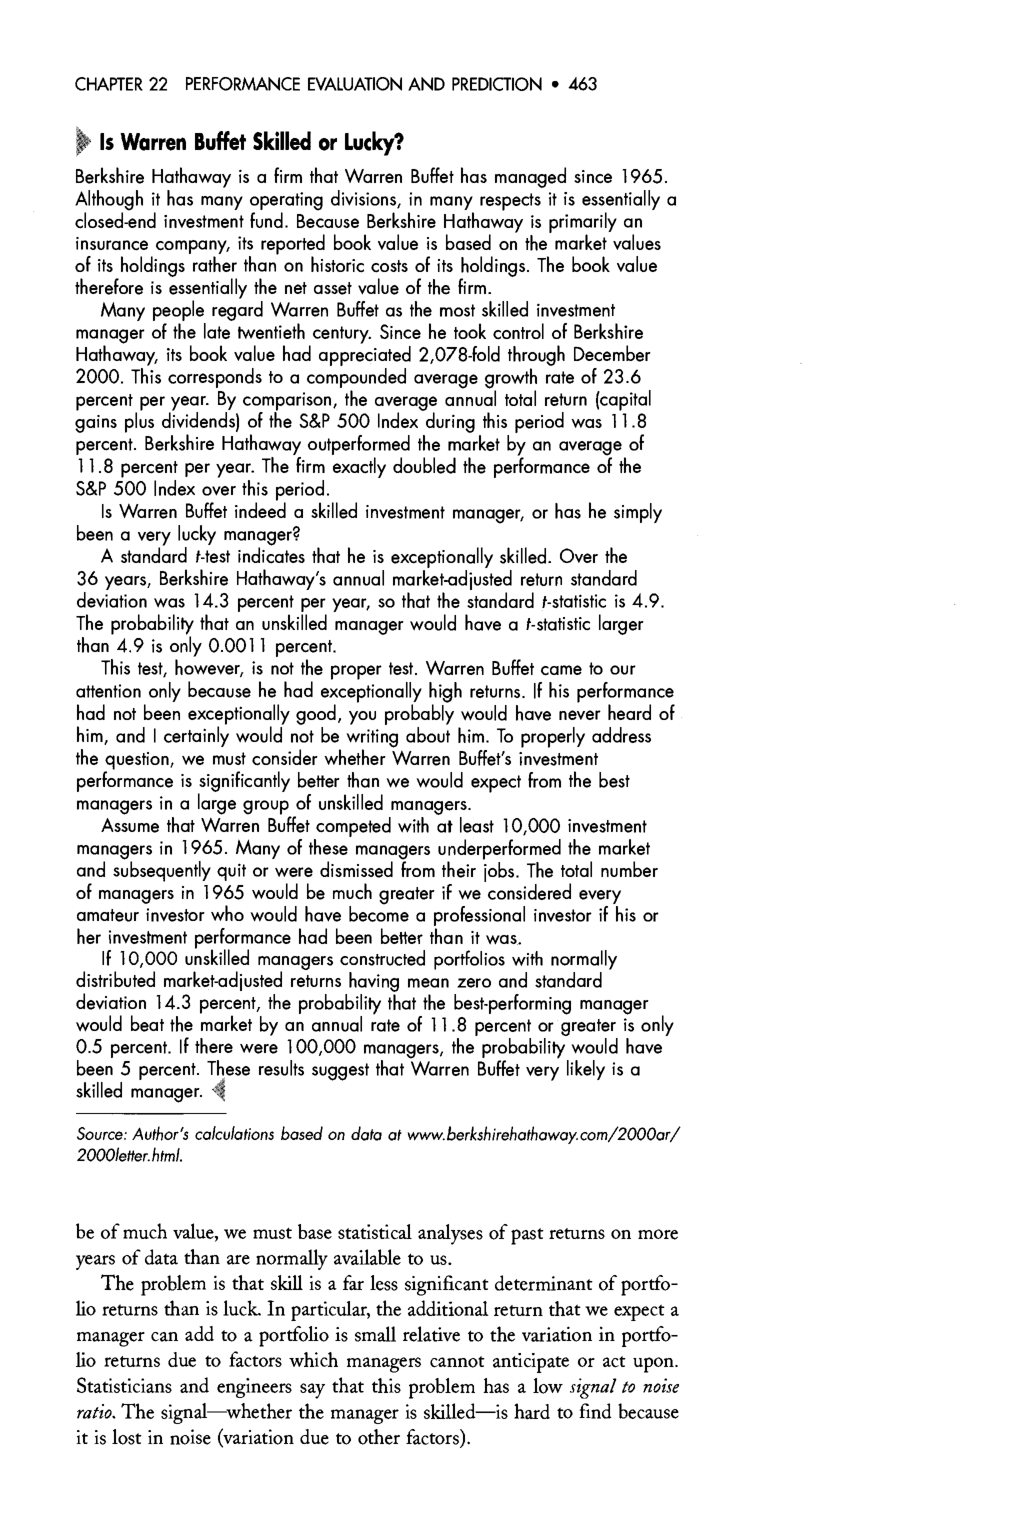 CHAPTER 22 PERFORMANCE EVALUATION AND PREDICTION • 463
Is Warren Buffet Skilled or Lucky?
Berkshire Hathaway is a firm that Warren Buffet has managed since 1965.
Although it has many operating divisions, in many respects it is essentially a
closed-end investment fund. Because Berkshire Hathaway is primarily an
insurance company, its reported book value is based on the market values
of its holdings rather than on historic costs of its holdings. The book value
therefore is essentially the net asset value of the firm.
Many people regard Warren Buffet as the most skilled investment
manager of the late twentieth century. Since he took control of Berkshire
Hathaway, its book value had appreciated 2,078-fold through December
2000. This corresponds to a compounded average growth rate of 23.6
percent per year. By comparison, the average annual total return (capital
gains plus dividends) of the S&P 500 Index during this period was 11.8
percent. Berkshire Hathaway outperformed the market by an average of
11.8 percent per year. The firm exactly doubled the performance of the
S&P 500 Index over this period.
Is Warren Buffet indeed a skilled investment manager, or has he simply
been a very lucky manager?
A standard t-test indicates that he is exceptionally skilled. Over the
36 years, Berkshire Hathaway's annual market-adjusted return standard
deviation was 14.3 percent per year, so that the standard t-statistic is 4.9.
The probability that an unskilled manager would have a t-statistic larger
than 4.9 is only 0.0011 percent.
This test, however, is not the proper test. Warren Buffet came to our
attention only because he had exceptionally high returns. If his performance
had not been exceptionally good, you probably would have never heard of
him, and I certainly would not be writing about him. To properly address
the question, we must consider whether Warren Buffet's investment
performance is significantly better than we would expect from the best
managers in a large group of unskilled managers.
Assume that Warren Buffet competed with at least 10,000 investment
managers in 1965. Many of these managers underperformed the market
and subsequently quit or were dismissed from their jobs. The total number
of managers in 1965 would be much greater if we considered every
amateur investor who would have become a professional investor if his or
her investment performance had been better than it was.
If 10,000 unskilled managers constructed portfolios with normally
distributed market-adjusted returns having mean zero and standard
deviation 14.3 percent, the probability that the best-performing manager
would beat the market by an annual rate of 11.8 percent or greater is only
0.5 percent. If there were 100,000 managers, the probability would have
been 5 percent. These results suggest that Warren Buffet very likely is a
skilled manager.
Source: Author's calculations based on data at www.berkshirehathaway.com/2000ar/
2000letter.html.
be of much value, we must base statistical analyses of past returns on more
years of data than are normally available to us.
The problem is that skill is a far less significant determinant of portfo-
lio returns than is luck. In particular, the additional return that we expect a
manager can add to a portfolio is small relative to the variation in portfo-
lio returns due to factors which managers cannot anticipate or act upon.
Statisticians and engineers say that this problem has a low signal to noise
ratio. The signal—whether the manager is skilled—is hard to find because
it is lost in noise (variation due to other factors).